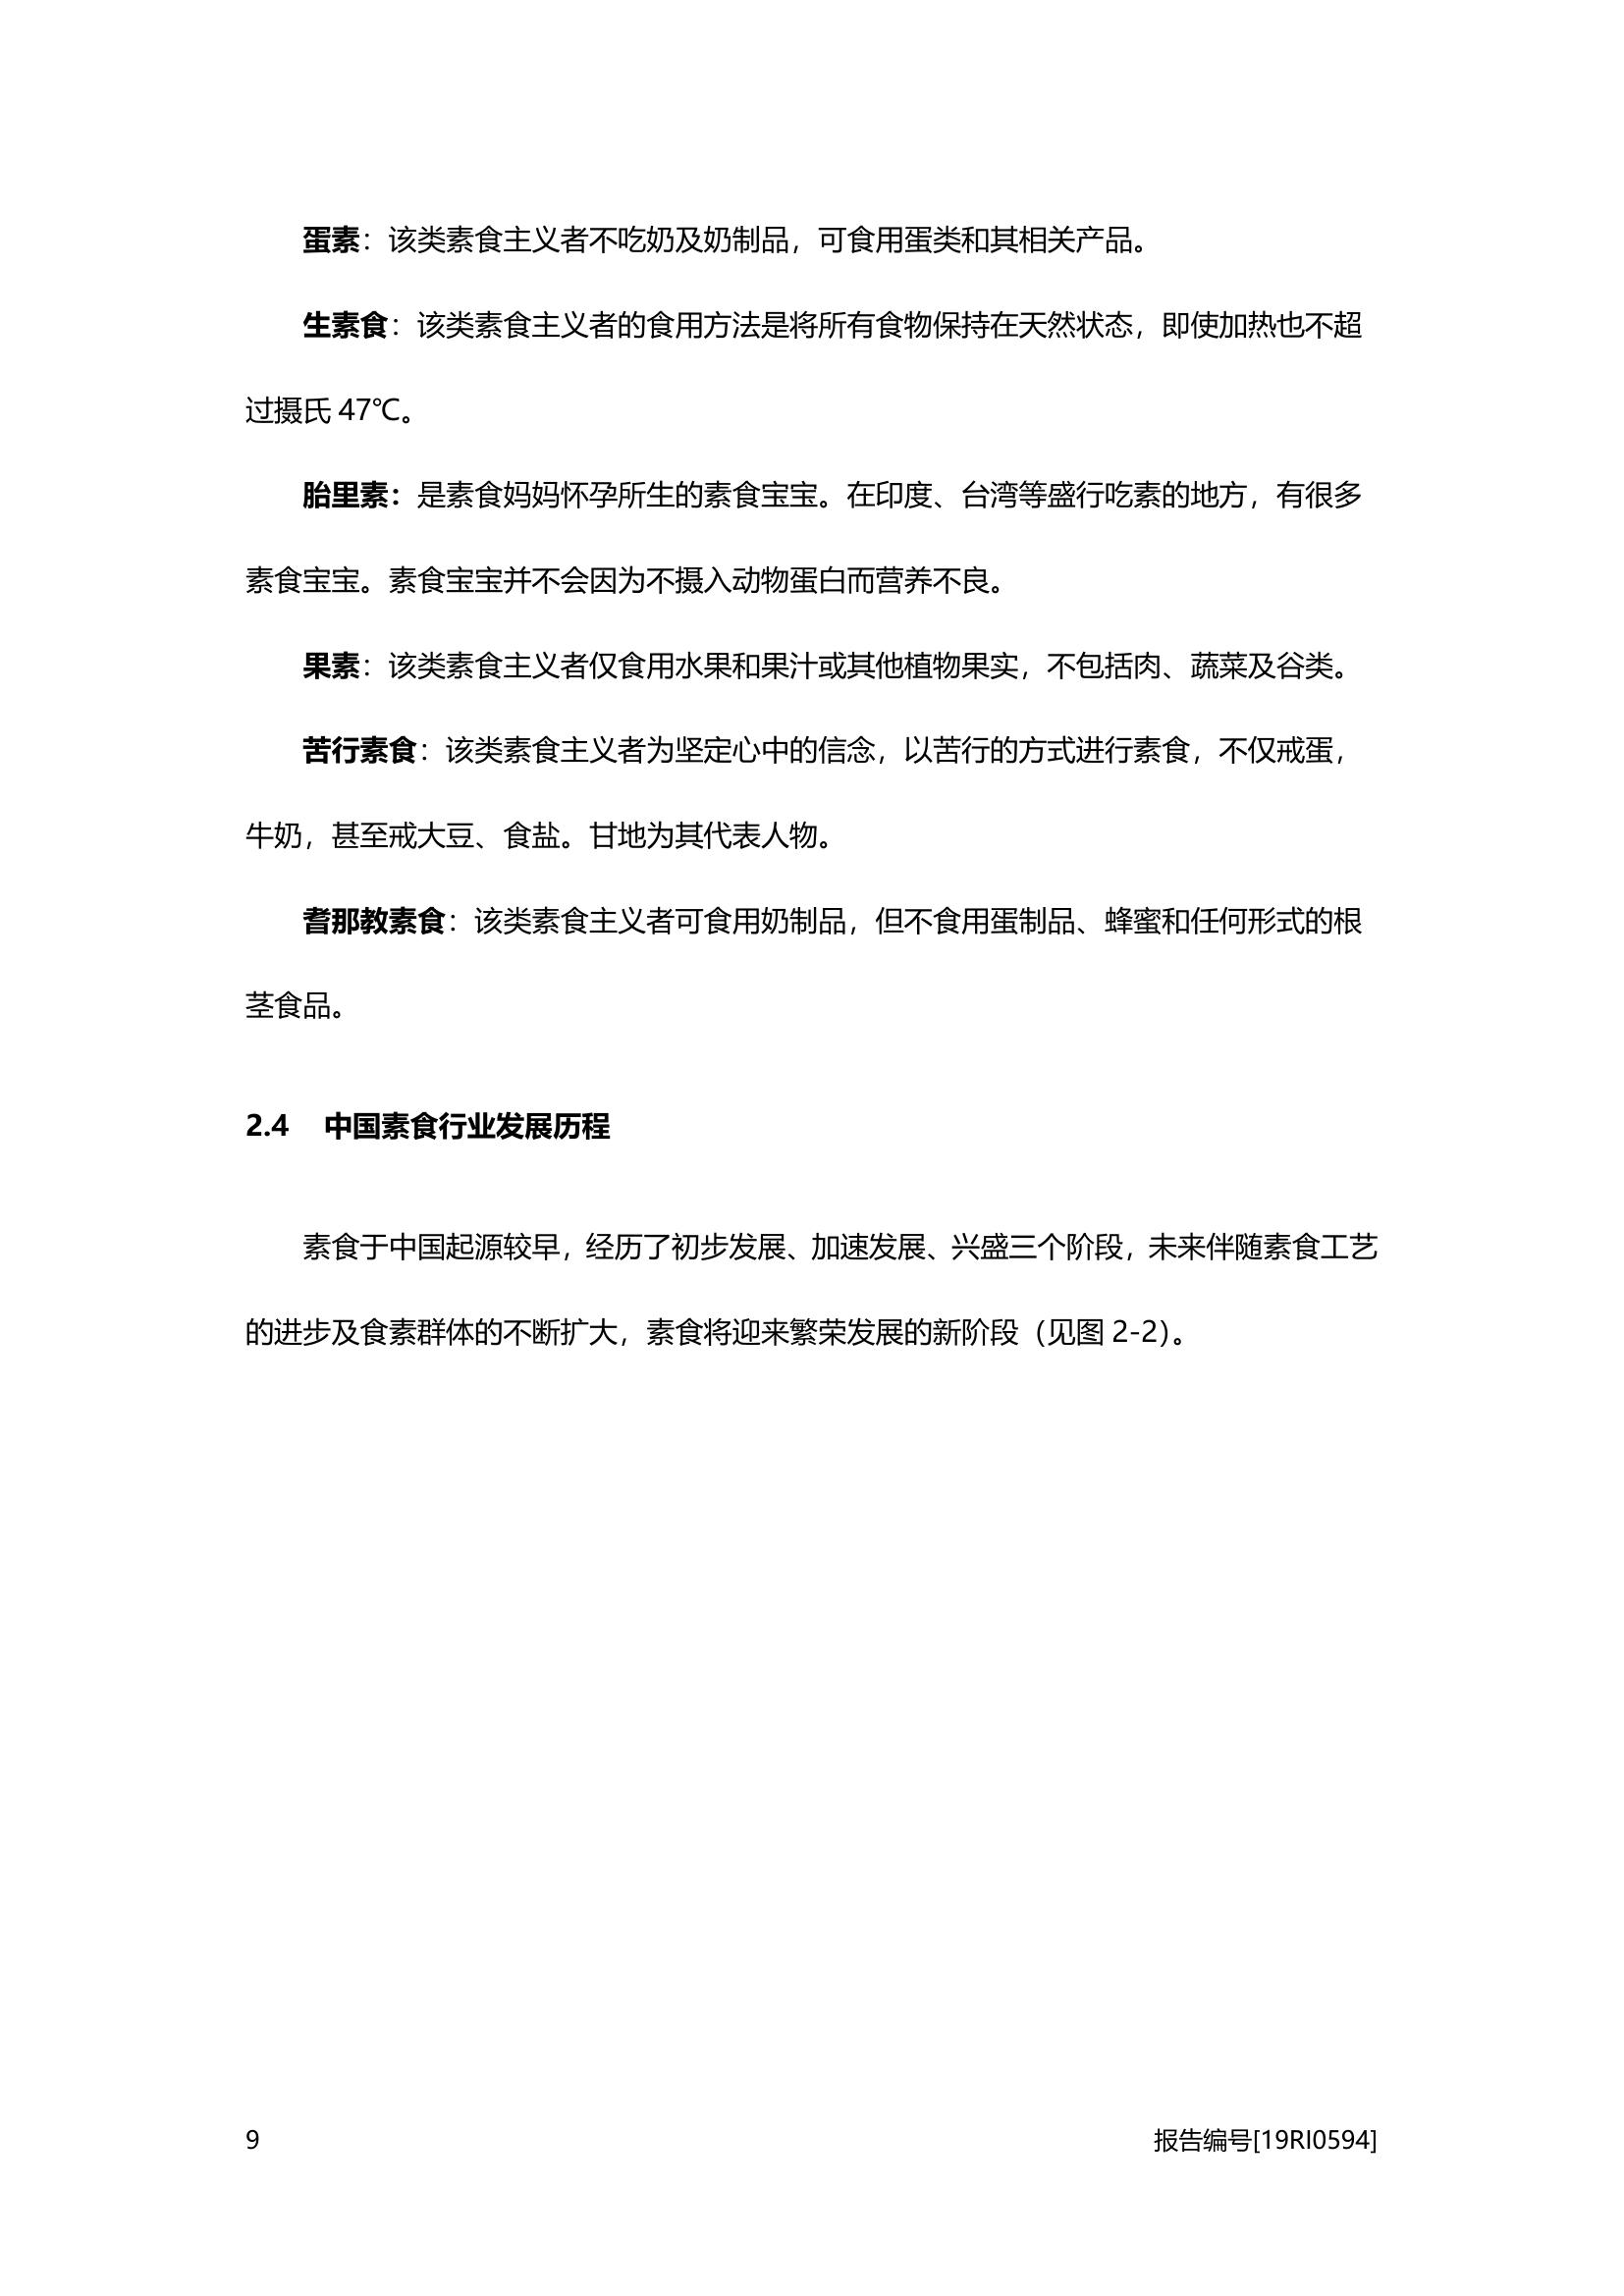 蛋素：该类素食主义者不吃奶及奶制品，可食用蛋类和其相关产品。
生素食：该类素食主义者的食用方法是将所有食物保持在天然状态，即使加热也不超
过摄氏 47℃。
胎里素：是素食妈妈怀孕所生的素食宝宝。在印度、台湾等盛行吃素的地方，有很多
素食宝宝。素食宝宝并不会因为不摄入动物蛋白而营养不良。
果素：该类素食主义者仅食用水果和果汁或其他植物果实，不包括肉、蔬菜及谷类。
苦行素食：该类素食主义者为坚定心中的信念，以苦行的方式进行素食，不仅戒蛋，
牛奶，甚至戒大豆、食盐。甘地为其代表人物。
耆那教素食：该类素食主义者可食用奶制品，但不食用蛋制品、蜂蜜和任何形式的根
茎食品。
2.4 中国素食行业发展历程
素食于中国起源较早，经历了初步发展、加速发展、兴盛三个阶段，未来伴随素食工艺
的进步及食素群体的不断扩大，素食将迎来繁荣发展的新阶段（见图 2-2）。
9 报告编号[19RI0594]